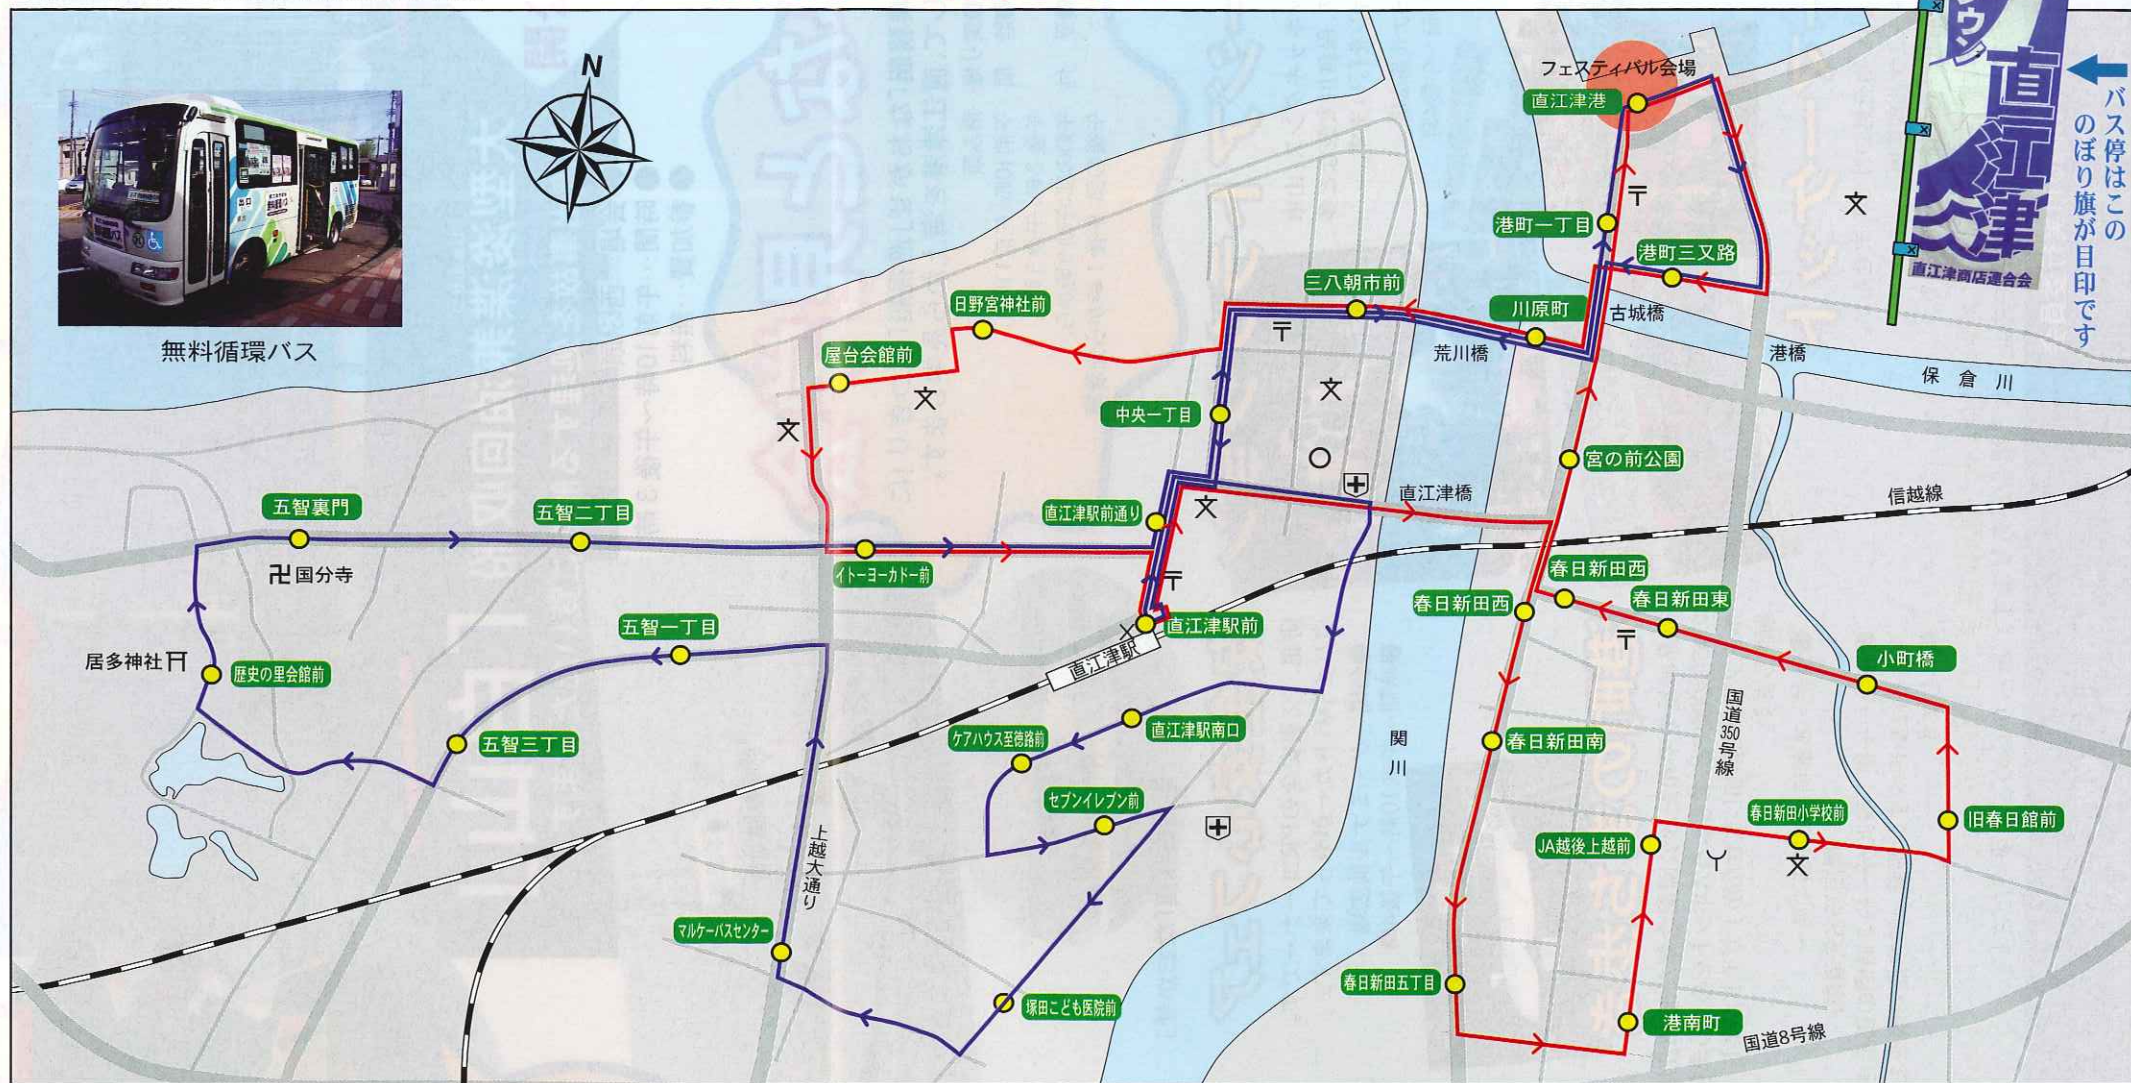 N
無料循環バス
フェスティバル会場
直江津港
港町一丁目
港町三又路
古城橋
港橋
保倉川
三八朝市前
川原町
荒川橋
日野宮神社前
屋台会館前
中央一丁目
宮の前公園
直江津橋
信越線
五智裏門
五智二丁目
直江津駅前通り
イトーヨーカドー前
卍国分寺
春日新田西
春日新田西
春日新田東
直江津駅前
直江津駅
五智一丁目
居多神社
歴史の里会館前
小町橋
国道350号線
五智三丁目
ケアハウス至徳路前
直江津駅南口
関川
春日新田南
セブンイレブン前
上越大通り
JA越後上越前
春日新田小学校前
旧春日館前
マルケーバスセンター
塚田こども医院前
春日新田五丁目
港南町
国道8号線
ウン
直江津
直江津商店連合会
バス停はこの
のぼり旗が目印です
〒
〒
〒
〒
文
文
文
文
文
文